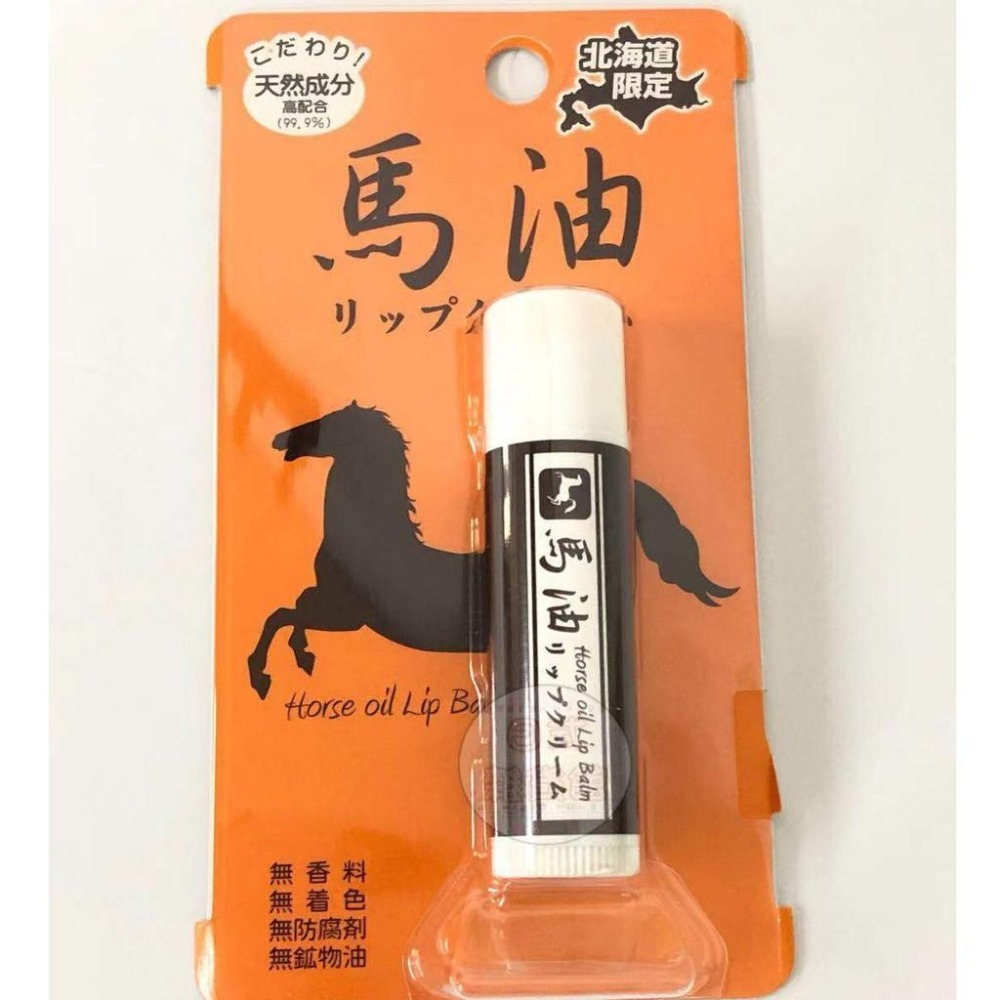 こだわり!
天然成分
高配合
(99.9%)
北海道
限定
馬油
リップク
馬油リップクリーム
Horse oil Lip Balm
Horse oil Lip Ba
無香料
無着色
無防腐剤
無鉱物油